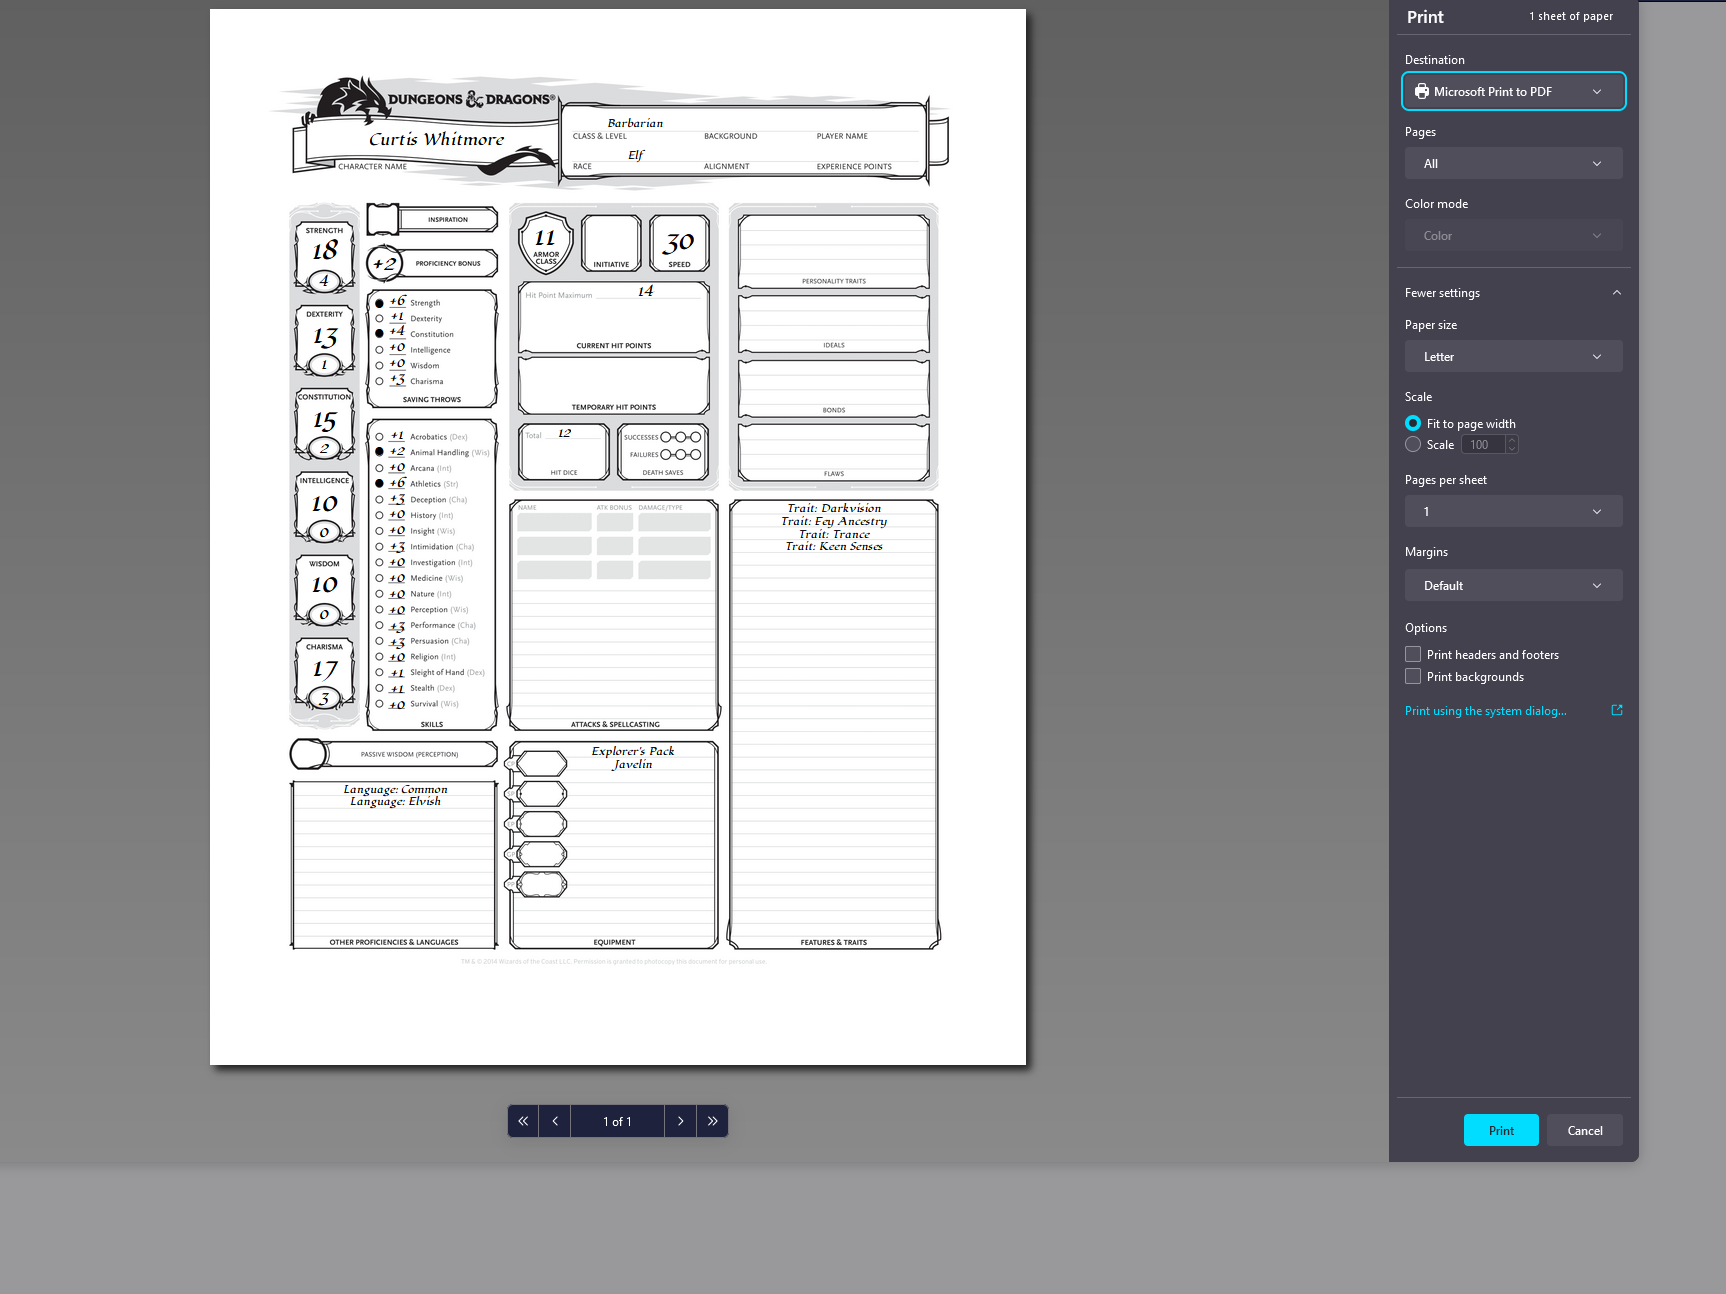 DUNGEONS & DRAGONS®
Curtis Whitmore
CHARACTER NAME
Barbarian
CLASS & LEVEL BACKGROUND PLAYER NAME
Elf
RACE ALIGNMENT EXPERIENCE POINTS
STRENGTH
18
4
DEXTERITY
13
1
CONSTITUTION
15
2
INTELLIGENCE
10
0
WISDOM
10
0
CHARISMA
17
3
INSPIRATION
+2 PROFICIENCY BONUS
+6 Strength
+1 Dexterity
+4 Constitution
+0 Intelligence
+0 Wisdom
+3 Charisma
SAVING THROWS
+1 Acrobatics (Dex)
+2 Animal Handling (Wis)
+0 Arcana (Int)
+6 Athletics (Str)
+3 Deception (Cha)
+0 History (Int)
+0 Insight (Wis)
+3 Intimidation (Cha)
+0 Investigation (Int)
+0 Medicine (Wis)
+0 Nature (Int)
+0 Perception (Wis)
+3 Performance (Cha)
+3 Persuasion (Cha)
+0 Religion (Int)
+1 Sleight of Hand (Dex)
+1 Stealth (Dex)
+0 Survival (Wis)
SKILLS
PASSIVE WISDOM (PERCEPTION)
Language: Common
Language: Elvish
OTHER PROFICIENCIES & LANGUAGES
11
ARMOR
CLASS
INITIATIVE
30
SPEED
Hit Point Maximum 14
CURRENT HIT POINTS
TEMPORARY HIT POINTS
Total 12
HIT DICE
SUCCESSES
FAILURES
DEATH SAVES
NAME ATK BONUS DAMAGE/TYPE
ATTACKS & SPELLCASTING
Explorer's Pack
Javelin
EQUIPMENT
PERSONALITY TRAITS
IDEALS
BONDS
FLAWS
Trait: Darkvision
Trait: Fey Ancestry
Trait: Trance
Trait: Keen Senses
FEATURES & TRAITS
TM & © 2014 Wizards of the Coast LLC. Permission is granted to photocopy this document for personal use.
1 of 1
Print 1 sheet of paper
Destination
Microsoft Print to PDF
Pages
All
Color mode
Color
Fewer settings
Paper size
Letter
Scale
Fit to page width
Scale 100
Pages per sheet
1
Margins
Default
Options
Print headers and footers
Print backgrounds
Print using the system dialog...
Print Cancel